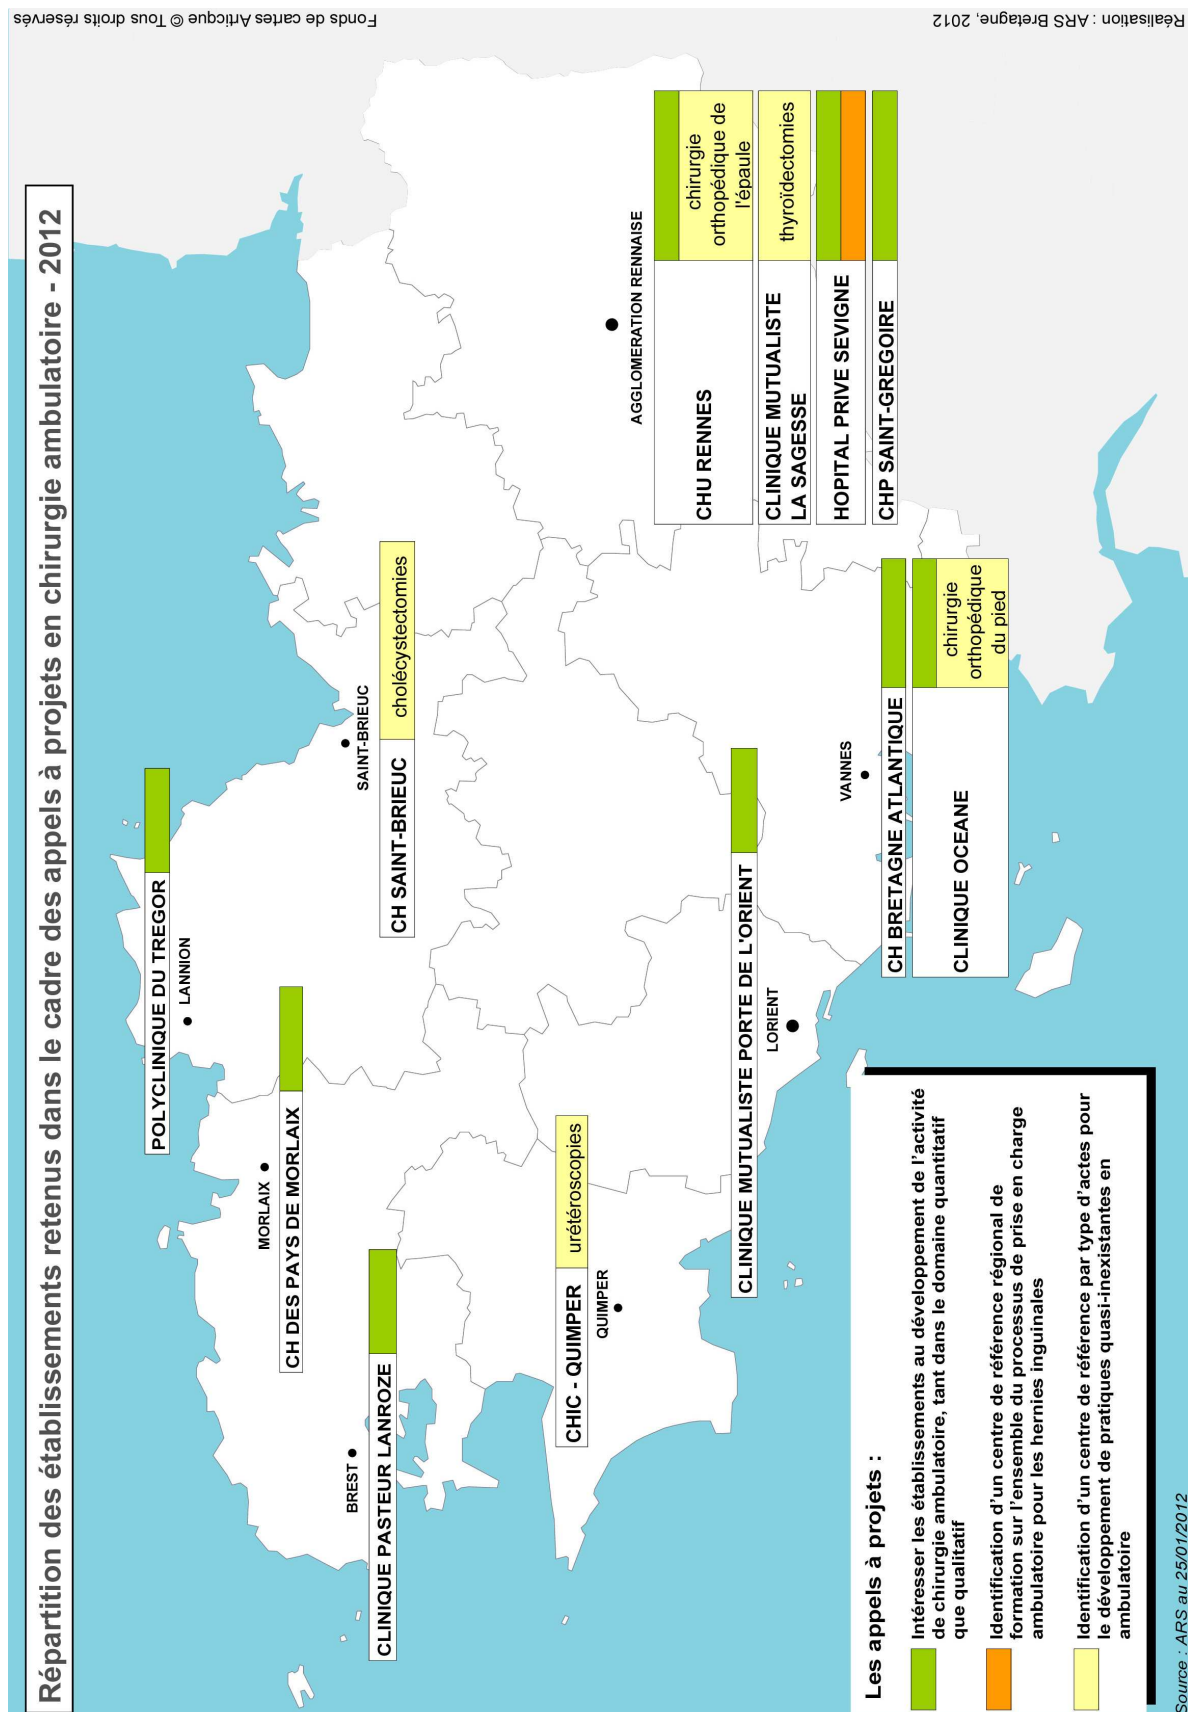 Répartition des établissements retenus dans le cadre des appels à projets en chirurgie ambulatoire - 2012
POLYCLINIQUE DU TREGOR
LANNION
MORLAIX
CH DES PAYS DE MORLAIX
SAINT-BRIEUC
CH SAINT-BRIEUC
cholécystectomies
BREST
CLINIQUE PASTEUR LANROZE
CHIC - QUIMPER
urétéroscopies
QUIMPER
AGGLOMERATION RENNAISE
CHU RENNES
chirurgie
orthopédique de
l'épaule
CLINIQUE MUTUALISTE
LA SAGESSE
thyroïdectomies
HOPITAL PRIVE SEVIGNE
CHP SAINT-GREGOIRE
CLINIQUE MUTUALISTE PORTE DE L'ORIENT
LORIENT
VANNES
CH BRETAGNE ATLANTIQUE
CLINIQUE OCEANE
chirurgie
orthopédique
du pied
Les appels à projets :
Intéresser les établissements au développement de l'activité
de chirurgie ambulatoire, tant dans le domaine quantitatif
que qualitatif
Identification d'un centre de référence régional de
formation sur l'ensemble du processus de prise en charge
ambulatoire pour les hernies inguinales
Identification d'un centre de référence par type d'actes pour
le développement de pratiques quasi-inexistantes en
ambulatoire
Source : ARS au 25/01/2012
Fonds de cartes Articque © Tous droits réservés
Réalisation : ARS Bretagne, 2012